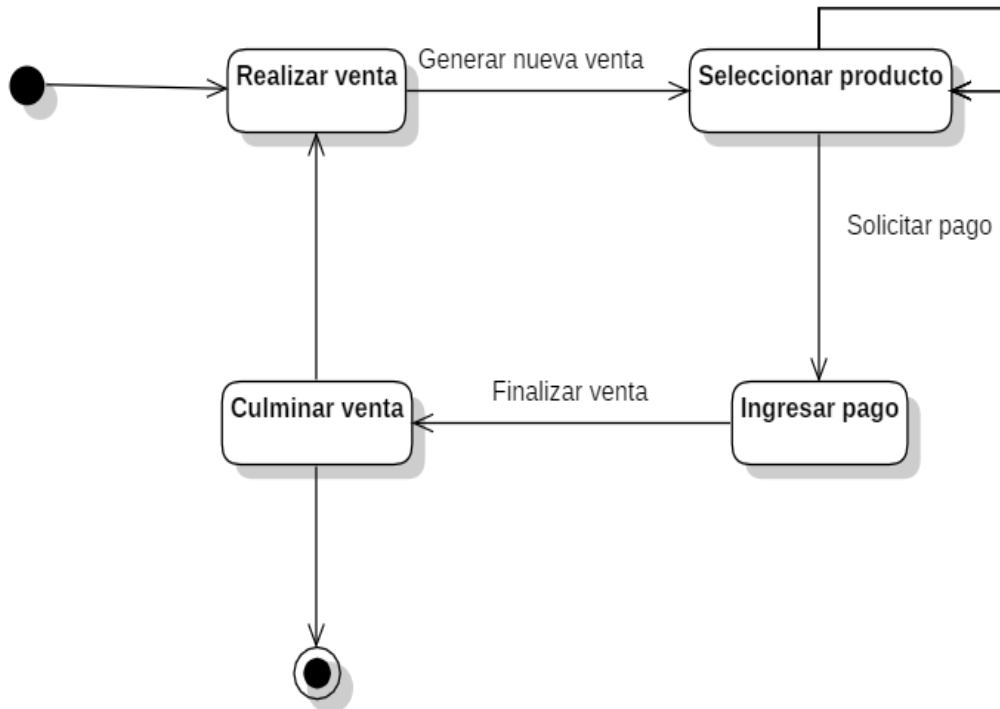 Realizar venta
Generar nueva venta
Seleccionar producto
Solicitar pago
Culminar venta
Finalizar venta
Ingresar pago